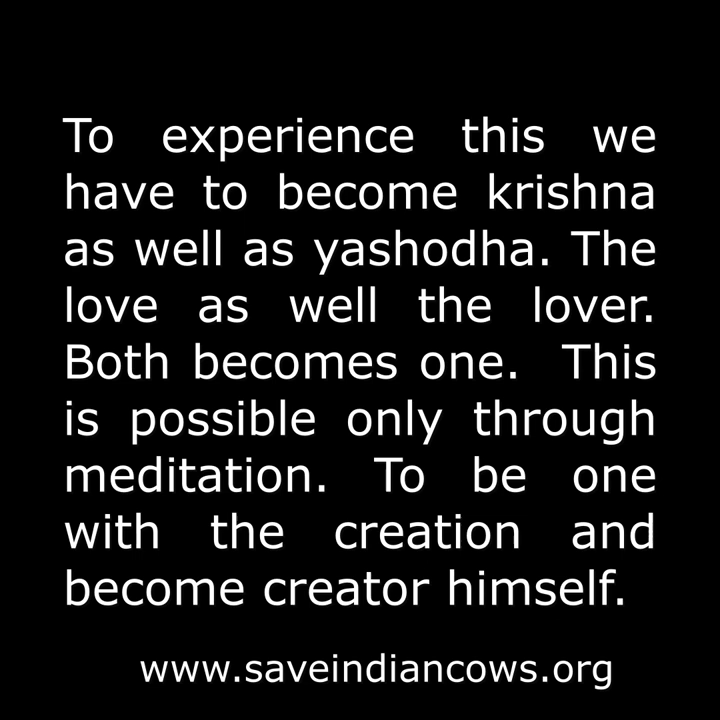 To experience this we
have to become krishna
as well as yashodha. The
love as well the lover.
Both becomes one. This
is possible only through
meditation. To be one
with the creation and
become creator himself.
www.saveindiancows.org